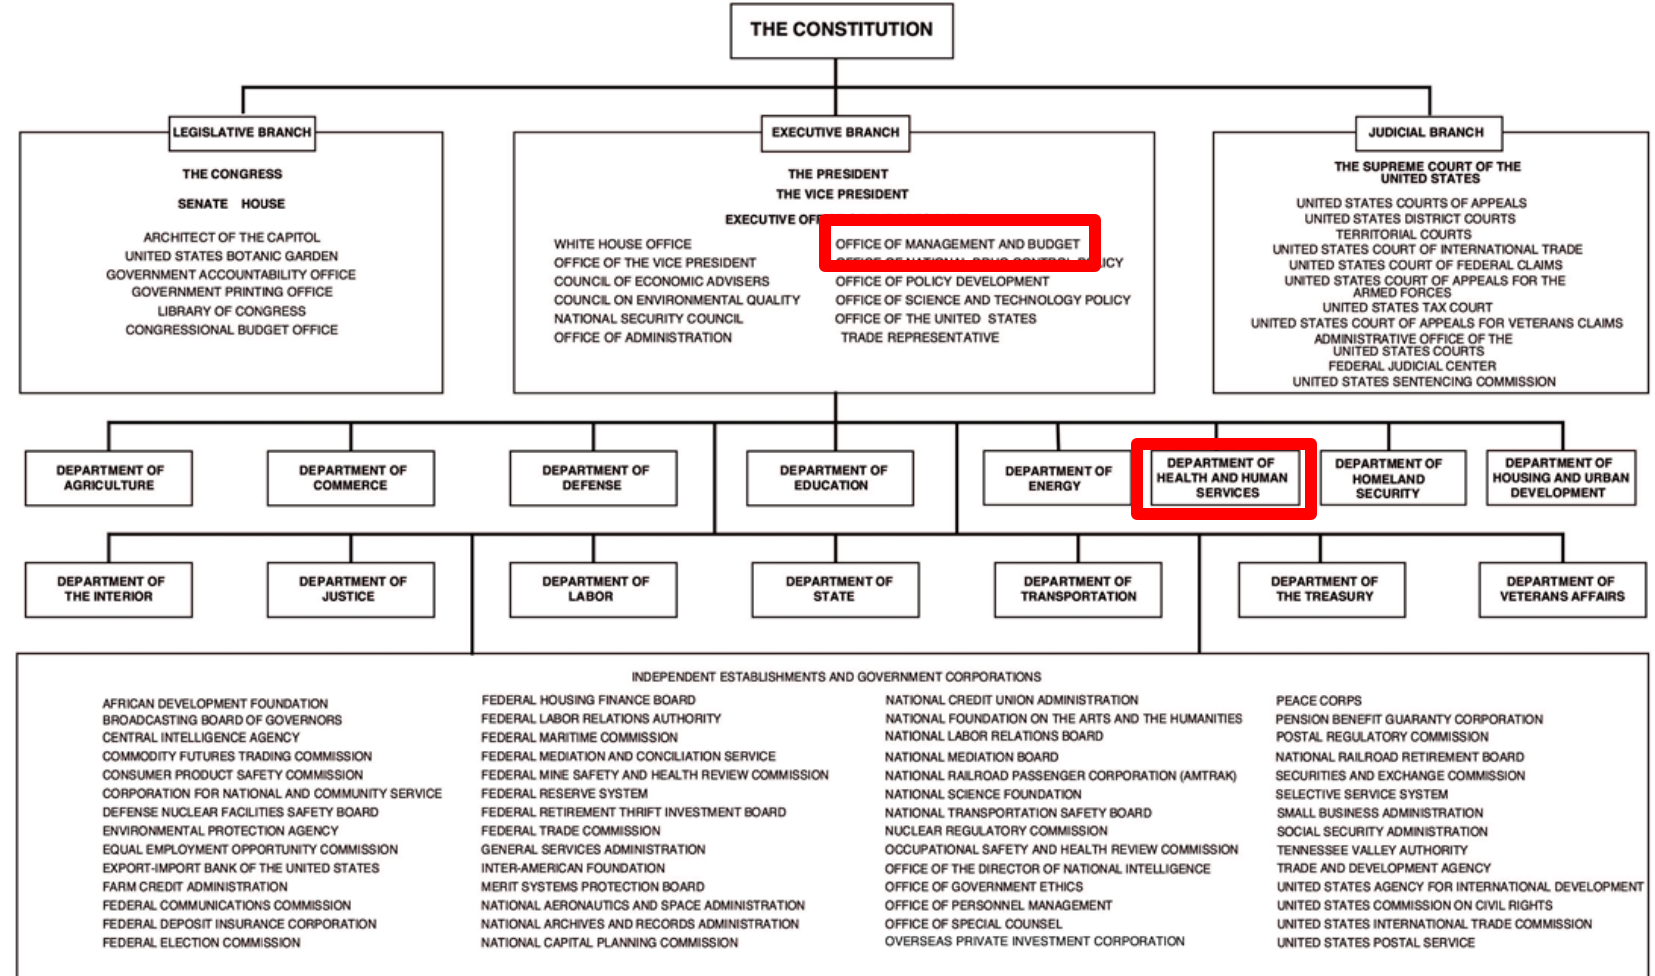 THE CONSTITUTION
LEGISLATIVE BRANCH
THE CONGRESS
SENATE HOUSE
ARCHITECT OF THE CAPITOL
UNITED STATES BOTANIC GARDEN
GOVERNMENT ACCOUNTABILITY OFFICE
GOVERNMENT PRINTING OFFICE
LIBRARY OF CONGRESS
CONGRESSIONAL BUDGET OFFICE
EXECUTIVE BRANCH
THE PRESIDENT
THE VICE PRESIDENT
EXECUTIVE
WHITE HOUSE OFFICE
OFFICE OF THE VICE PRESIDENT
COUNCIL OF ECONOMIC ADVISERS
COUNCIL ON ENVIRONMENTAL QUALITY
NATIONAL SECURITY COUNCIL
OFFICE OF ADMINISTRATION
OFFICE OF MANAGEMENT AND BUDGET
OFFICE OF NATIONAL DRUG CONTROL POLICY
OFFICE OF POLICY DEVELOPMENT
OFFICE OF SCIENCE AND TECHNOLOGY POLICY
OFFICE OF THE UNITED STATES
TRADE REPRESENTATIVE
JUDICIAL BRANCH
THE SUPREME COURT OF THE
UNITED STATES
UNITED STATES COURTS OF APPEALS
UNITED STATES DISTRICT COURTS
TERRITORIAL COURTS
UNITED STATES COURT OF INTERNATIONAL TRADE
UNITED STATES COURT OF FEDERAL CLAIMS
UNITED STATES COURT OF APPEALS FOR THE
ARMED FORCES
UNITED STATES TAX COURT
UNITED STATES COURT OF APPEALS FOR VETERANS CLAIMS
ADMINISTRATIVE OFFICE OF THE
UNITED STATES COURTS
FEDERAL JUDICIAL CENTER
UNITED STATES SENTENCING COMMISSION
DEPARTMENT OF
AGRICULTURE
DEPARTMENT OF
COMMERCE
DEPARTMENT OF
DEFENSE
DEPARTMENT OF
EDUCATION
DEPARTMENT OF
ENERGY
DEPARTMENT OF
HEALTH AND HUMAN
SERVICES
DEPARTMENT OF
HOMELAND
SECURITY
DEPARTMENT OF
HOUSING AND URBAN
DEVELOPMENT
DEPARTMENT OF
THE INTERIOR
DEPARTMENT OF
JUSTICE
DEPARTMENT OF
LABOR
DEPARTMENT OF
STATE
DEPARTMENT OF
TRANSPORTATION
DEPARTMENT OF
THE TREASURY
DEPARTMENT OF
VETERANS AFFAIRS
INDEPENDENT ESTABLISHMENTS AND GOVERNMENT CORPORATIONS
AFRICAN DEVELOPMENT FOUNDATION
BROADCASTING BOARD OF GOVERNORS
CENTRAL INTELLIGENCE AGENCY
COMMODITY FUTURES TRADING COMMISSION
CONSUMER PRODUCT SAFETY COMMISSION
CORPORATION FOR NATIONAL AND COMMUNITY SERVICE
DEFENSE NUCLEAR FACILITIES SAFETY BOARD
ENVIRONMENTAL PROTECTION AGENCY
EQUAL EMPLOYMENT OPPORTUNITY COMMISSION
EXPORT-IMPORT BANK OF THE UNITED STATES
FARM CREDIT ADMINISTRATION
FEDERAL COMMUNICATIONS COMMISSION
FEDERAL DEPOSIT INSURANCE CORPORATION
FEDERAL ELECTION COMMISSION
FEDERAL HOUSING FINANCE BOARD
FEDERAL LABOR RELATIONS AUTHORITY
FEDERAL MARITIME COMMISSION
FEDERAL MEDIATION AND CONCILIATION SERVICE
FEDERAL MINE SAFETY AND HEALTH REVIEW COMMISSION
FEDERAL RESERVE SYSTEM
FEDERAL RETIREMENT THRIFT INVESTMENT BOARD
FEDERAL TRADE COMMISSION
GENERAL SERVICES ADMINISTRATION
INTER-AMERICAN FOUNDATION
MERIT SYSTEMS PROTECTION BOARD
NATIONAL AERONAUTICS AND SPACE ADMINISTRATION
NATIONAL ARCHIVES AND RECORDS ADMINISTRATION
NATIONAL CAPITAL PLANNING COMMISSION
NATIONAL CREDIT UNION ADMINISTRATION
NATIONAL FOUNDATION ON THE ARTS AND THE HUMANITIES
NATIONAL LABOR RELATIONS BOARD
NATIONAL MEDIATION BOARD
NATIONAL RAILROAD PASSENGER CORPORATION (AMTRAK)
NATIONAL SCIENCE FOUNDATION
NATIONAL TRANSPORTATION SAFETY BOARD
NUCLEAR REGULATORY COMMISSION
OCCUPATIONAL SAFETY AND HEALTH REVIEW COMMISSION
OFFICE OF THE DIRECTOR OF NATIONAL INTELLIGENCE
OFFICE OF GOVERNMENT ETHICS
OFFICE OF PERSONNEL MANAGEMENT
OFFICE OF SPECIAL COUNSEL
OVERSEAS PRIVATE INVESTMENT CORPORATION
PEACE CORPS
PENSION BENEFIT GUARANTY CORPORATION
POSTAL REGULATORY COMMISSION
NATIONAL RAILROAD RETIREMENT BOARD
SECURITIES AND EXCHANGE COMMISSION
SELECTIVE SERVICE SYSTEM
SMALL BUSINESS ADMINISTRATION
SOCIAL SECURITY ADMINISTRATION
TENNESSEE VALLEY AUTHORITY
TRADE AND DEVELOPMENT AGENCY
UNITED STATES AGENCY FOR INTERNATIONAL DEVELOPMENT
UNITED STATES COMMISSION ON CIVIL RIGHTS
UNITED STATES INTERNATIONAL TRADE COMMISSION
UNITED STATES POSTAL SERVICE